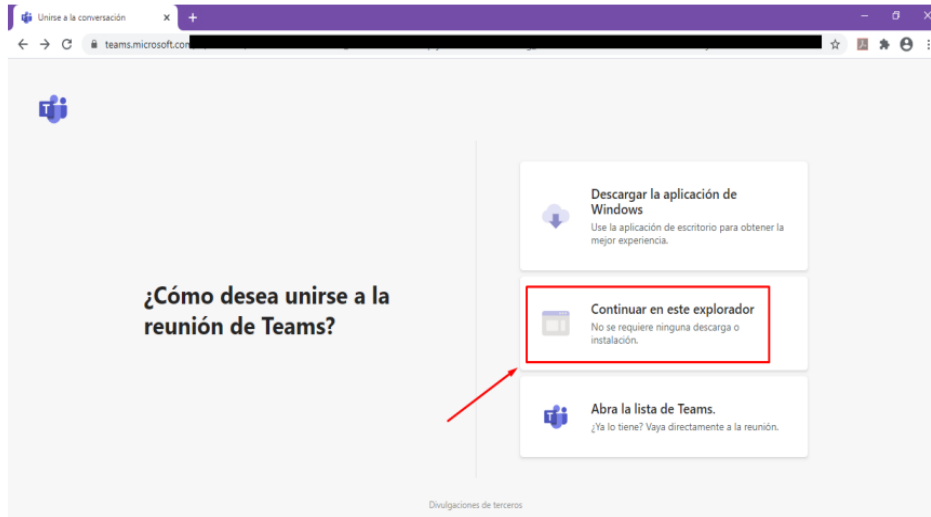 Unirse a la conversación
teams.microsoft.com
Descargar la aplicación de
Windows
Use la aplicación de escritorio para obtener la
mejor experiencia.
¿Cómo desea unirse a la
reunión de Teams?
Continuar en este explorador
No se requiere ninguna descarga o
instalación.
Abra la lista de Teams.
¿Ya lo tiene? Vaya directamente a la reunión.
Divulgaciones de terceros